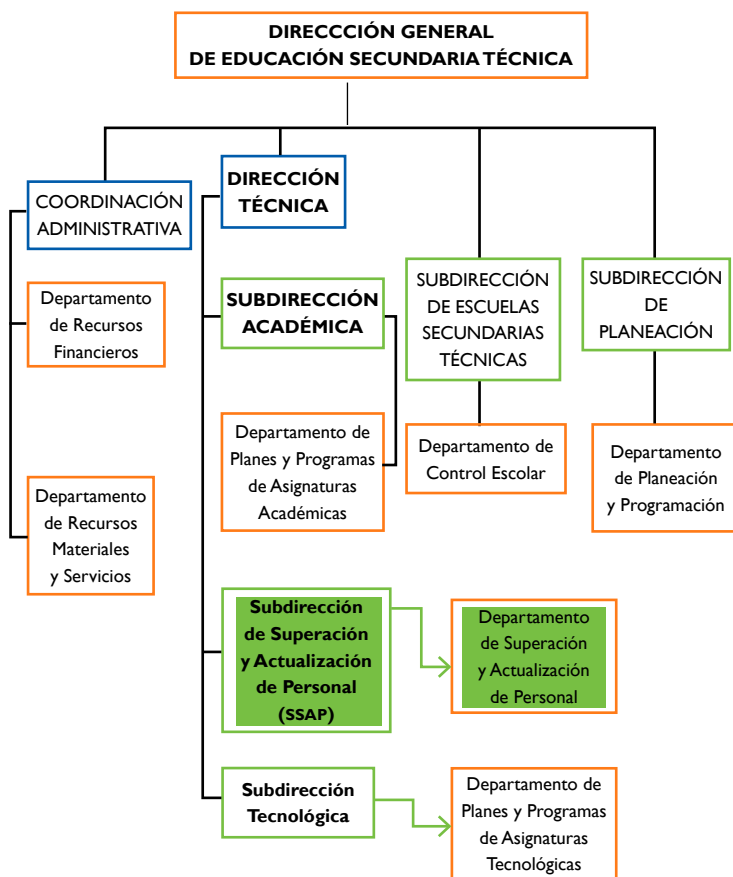 DIRECCCIÓN GENERAL
DE EDUCACIÓN SECUNDARIA TÉCNICA
COORDINACIÓN
ADMINISTRATIVA
DIRECCIÓN
TÉCNICA
Departamento
de Recursos
Financieros
SUBDIRECCIÓN
ACADÉMICA
SUBDIRECCIÓN
DE ESCUELAS
SECUNDARIAS
TÉCNICAS
SUBDIRECCIÓN
DE
PLANEACIÓN
Departamento de
Planes y Programas
de Asignaturas
Académicas
Departamento de
Control Escolar
Departamento
de Planeación
y Programación
Departamento
de Recursos
Materiales
y Servicios
Subdirección
de Superación
y Actualización
de Personal
(SSAP)
Departamento
de Superación
y Actualización
de Personal
Subdirección
Tecnológica
Departamento de
Planes y Programas
de Asignaturas
Tecnológicas